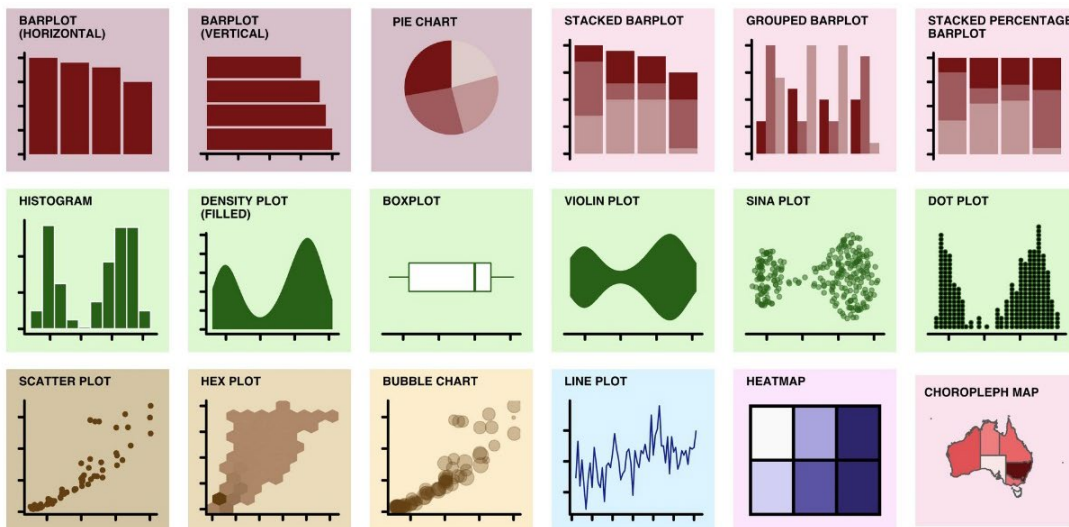 BARPLOT
(HORIZONTAL)
BARPLOT
(VERTICAL)
PIE CHART
STACKED BARPLOT
GROUPED BARPLOT
STACKED PERCENTAGE
BARPLOT
HISTOGRAM
DENSITY PLOT
(FILLED)
BOXPLOT
VIOLIN PLOT
SINA PLOT
DOT PLOT
SCATTER PLOT
HEX PLOT
BUBBLE CHART
LINE PLOT
HEATMAP
CHOROPLEPH MAP